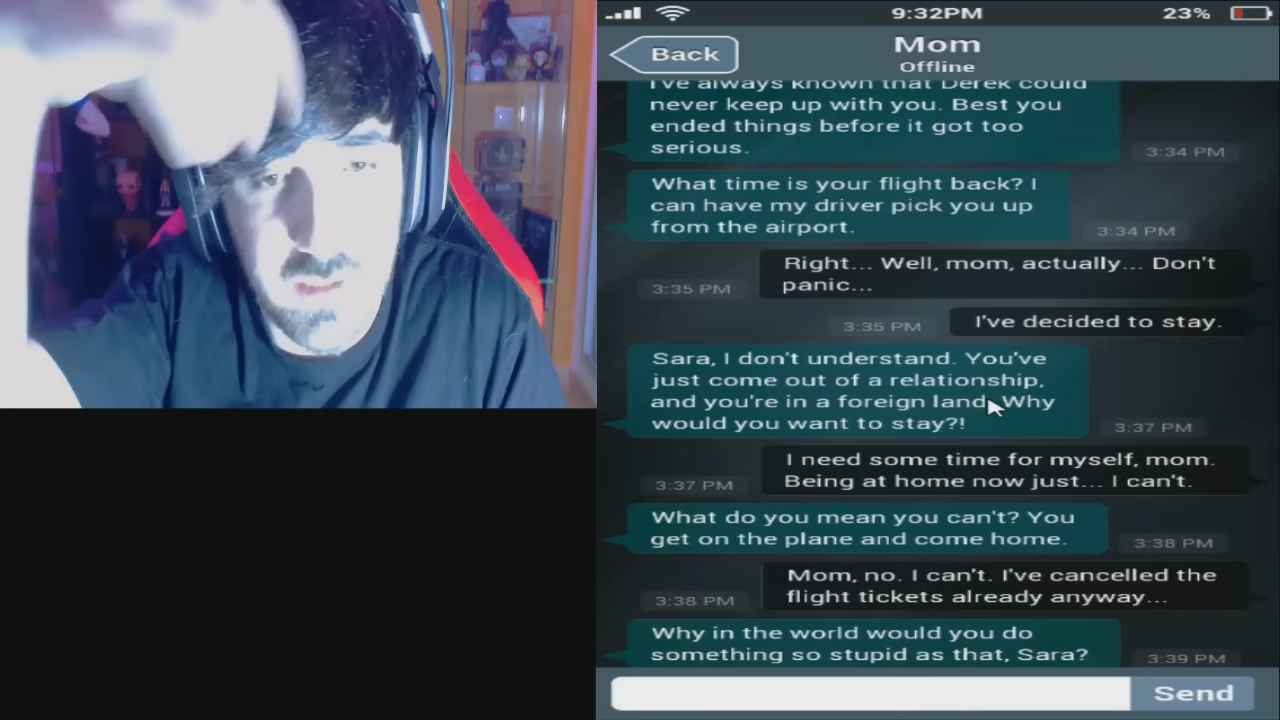 9:32PM
23%
Back
Mom
Offline
I've always known that Derek could
never keep up with you. Best you
ended things before it got too
serious.
3:34 PM
What time is your flight back? I
can have my driver pick you up
from the airport.
3:34 PM
Right... Well, mom, actually... Don't
panic...
3:35 PM
I've decided to stay.
3:35 PM
Sara, I don't understand. You've
just come out of a relationship,
and you're in a foreign land. Why
would you want to stay?!
3:37 PM
I need some time for myself, mom.
Being at home now just... I can't.
3:37 PM
What do you mean you can't? You
get on the plane and come home.
3:38 PM
Mom, no. I can't. I've cancelled the
flight tickets already anyway...
3:38 PM
Why in the world would you do
something so stupid as that, Sara?
3:39 PM
Send